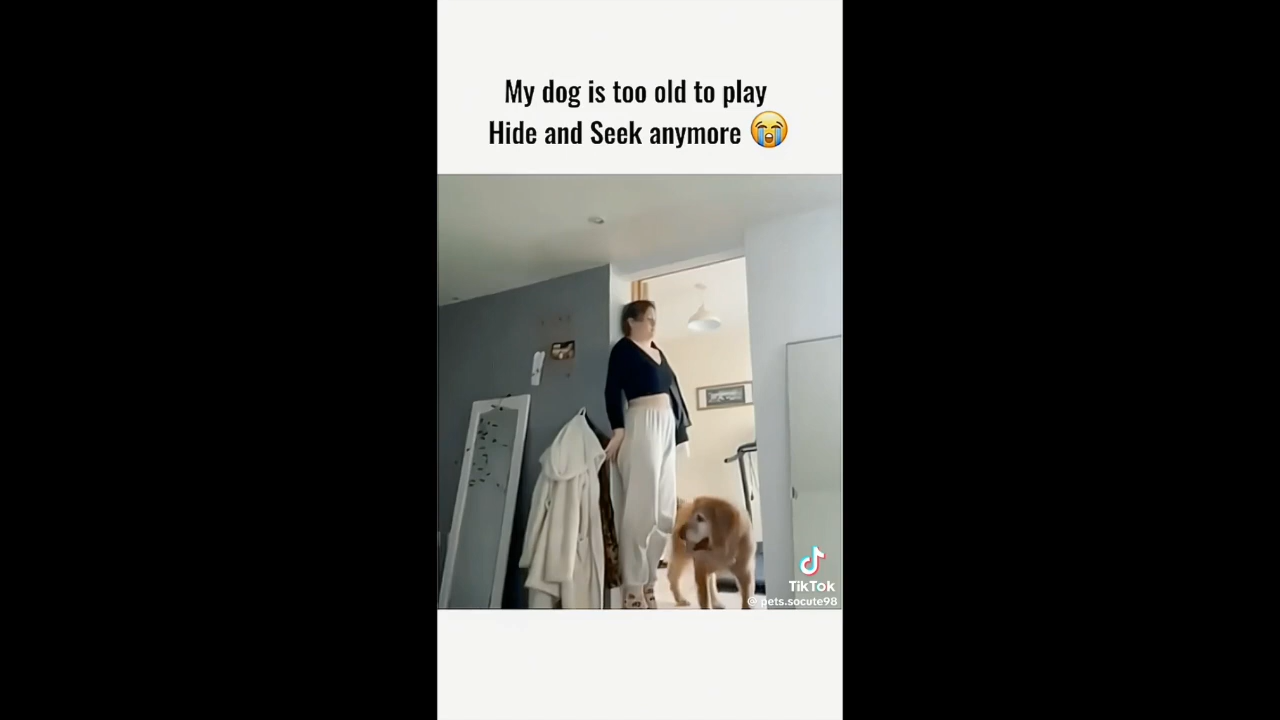 My dog is too old to play
Hide and Seek anymore 😭
TikTok
@ pets.socute98